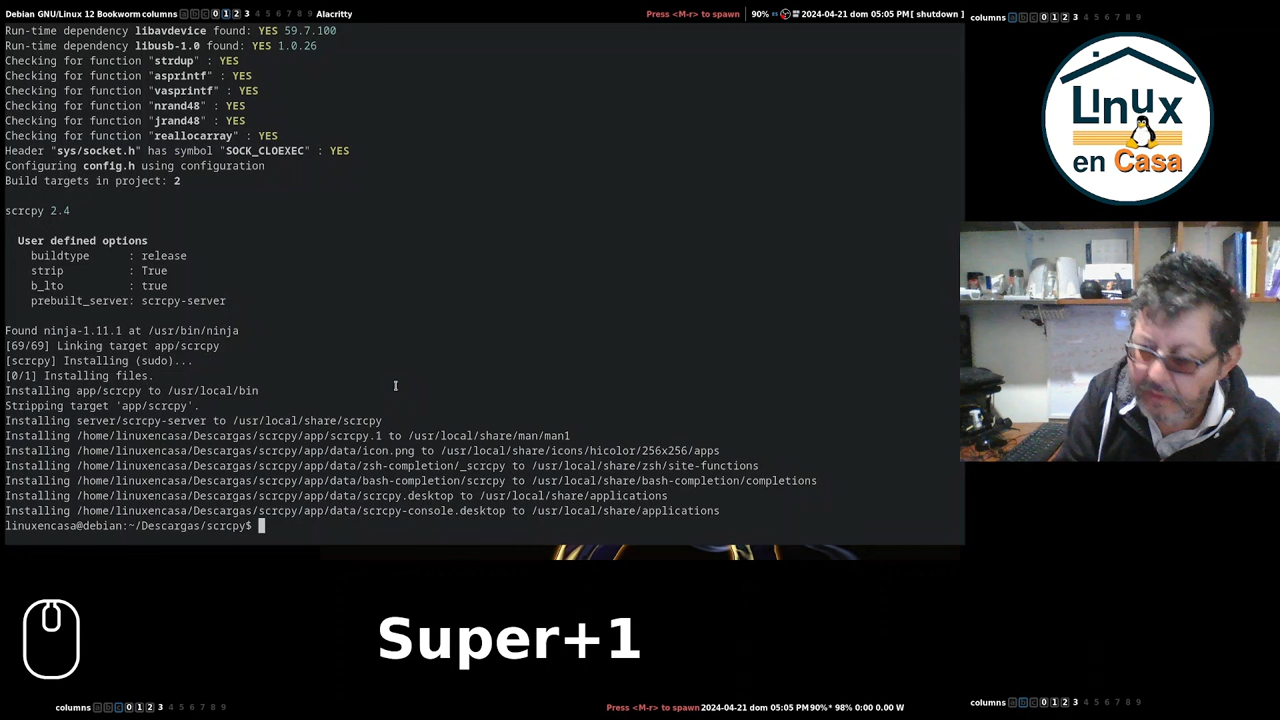 Debian GNU/Linux 12 Bookworm columns a b c 0 1 2 3 4 5 6 7 8 9 Alacritty
Press <M-r> to spawn 90% ES 2024-04-21 dom 05:05 PM [ shutdown ]
columns a b c 0 1 2 3 4 5 6 7 8 9
Run-time dependency libavdevice found: YES 59.7.100
Run-time dependency libusb-1.0 found: YES 1.0.26
Checking for function "strdup" : YES
Checking for function "asprintf" : YES
Checking for function "vasprintf" : YES
Checking for function "nrand48" : YES
Checking for function "jrand48" : YES
Checking for function "reallocarray" : YES
Header "sys/socket.h" has symbol "SOCK_CLOEXEC" : YES
Configuring config.h using configuration
Build targets in project: 2
scrcpy 2.4
User defined options
buildtype : release
strip : True
b_lto : true
prebuilt_server: scrcpy-server
Found ninja-1.11.1 at /usr/bin/ninja
[69/69] Linking target app/scrcpy
[scrcpy] Installing (sudo)...
[0/1] Installing files.
Installing app/scrcpy to /usr/local/bin
Stripping target 'app/scrcpy'.
Installing server/scrcpy-server to /usr/local/share/scrcpy
Installing /home/linuxencasa/Descargas/scrcpy/app/scrcpy.1 to /usr/local/share/man/man1
Installing /home/linuxencasa/Descargas/scrcpy/app/data/icon.png to /usr/local/share/icons/hicolor/256x256/apps
Installing /home/linuxencasa/Descargas/scrcpy/app/data/zsh-completion/_scrcpy to /usr/local/share/zsh/site-functions
Installing /home/linuxencasa/Descargas/scrcpy/app/data/bash-completion/scrcpy to /usr/local/share/bash-completion/completions
Installing /home/linuxencasa/Descargas/scrcpy/app/data/scrcpy.desktop to /usr/local/share/applications
Installing /home/linuxencasa/Descargas/scrcpy/app/data/scrcpy-console.desktop to /usr/local/share/applications
linuxencasa@debian:~/Descargas/scrcpy$
Linux
en Casa
Super+1
columns a b c 0 1 2 3 4 5 6 7 8 9
Press <M-r> to spawn 2024-04-21 dom 05:05 PM 90%* 98% 0:00 0.00 W
columns a b c 0 1 2 3 4 5 6 7 8 9